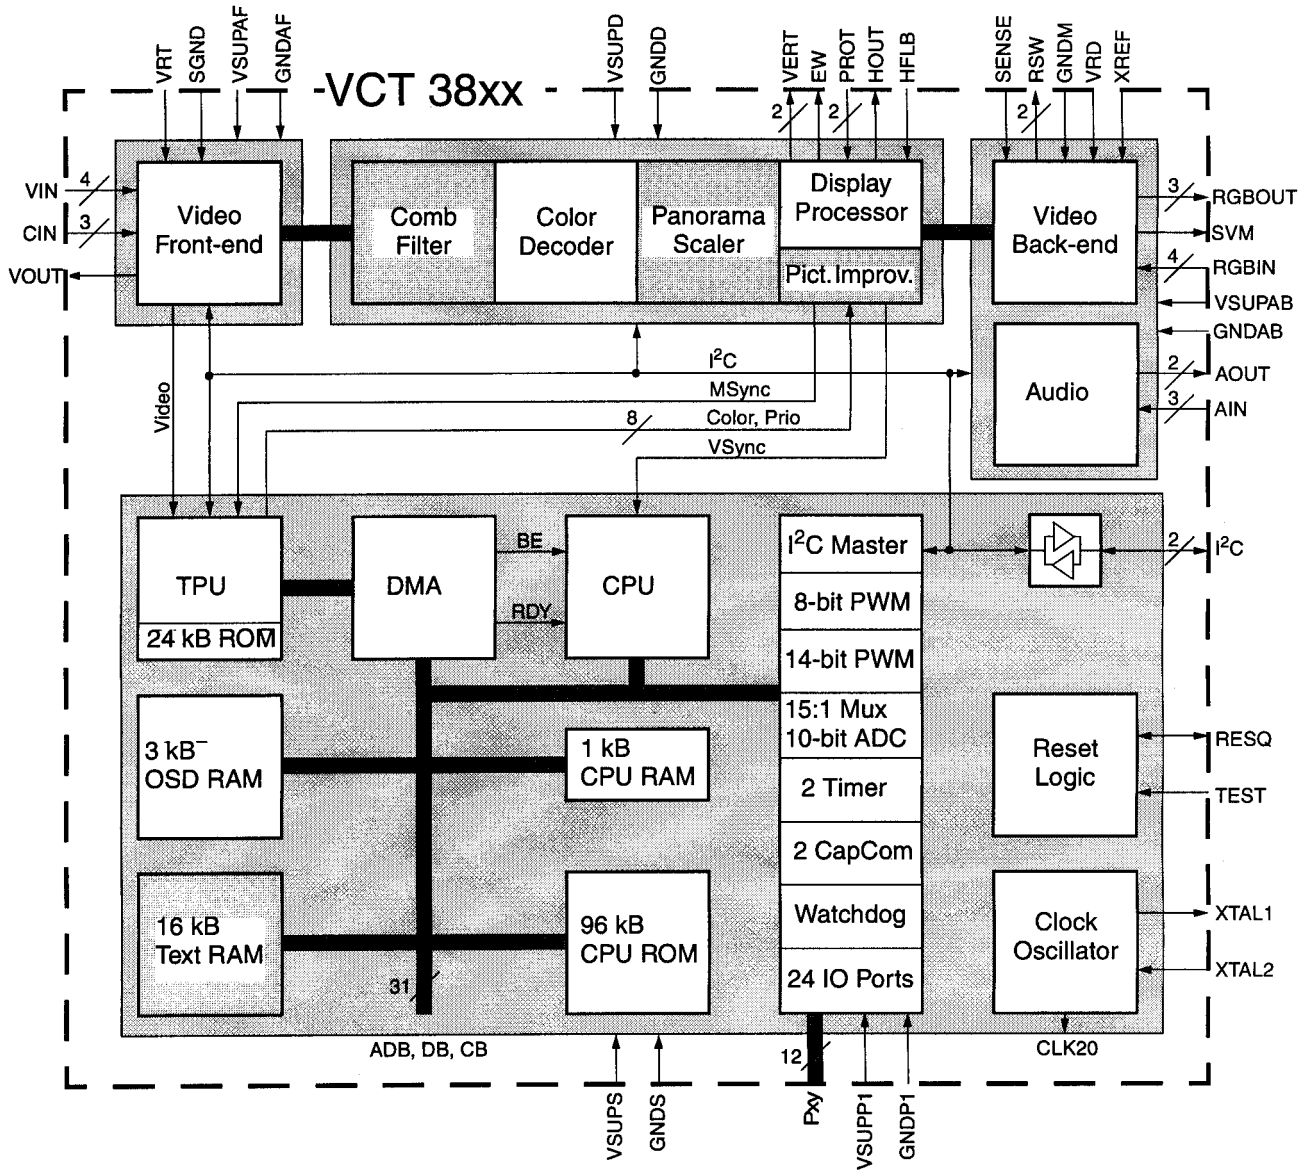 VRT
SGND
VSUPAF
GNDAF
VSUPD
GNDD
VERT
EW
PROT
HOUT
HFLB
SENSE
RSW
GNDM
VRD
XREF
VCT 38xx
2
2
2
VIN
4
CIN
3
VOUT
Video
Front-end
Comb
Filter
Color
Decoder
Panorama
Scaler
Display
Processor
Pict. Improv.
Video
Back-end
3
RGBOUT
SVM
4
RGBIN
VSUPAB
GNDAB
Audio
2
AOUT
3
AIN
Video
I²C
MSync
8
Color, Prio
VSync
TPU
24 kB ROM
DMA
BE
RDY
CPU
I²C Master
8-bit PWM
14-bit PWM
15:1 Mux
10-bit ADC
2 Timer
2 CapCom
Watchdog
24 IO Ports
2
I²C
3 kB
OSD RAM
1 kB
CPU RAM
Reset
Logic
RESQ
TEST
16 kB
Text RAM
96 kB
CPU ROM
Clock
Oscillator
XTAL1
XTAL2
31
ADB, DB, CB
12
CLK20
VSUPS
GNDS
Pxy
VSUPP1
GNDP1